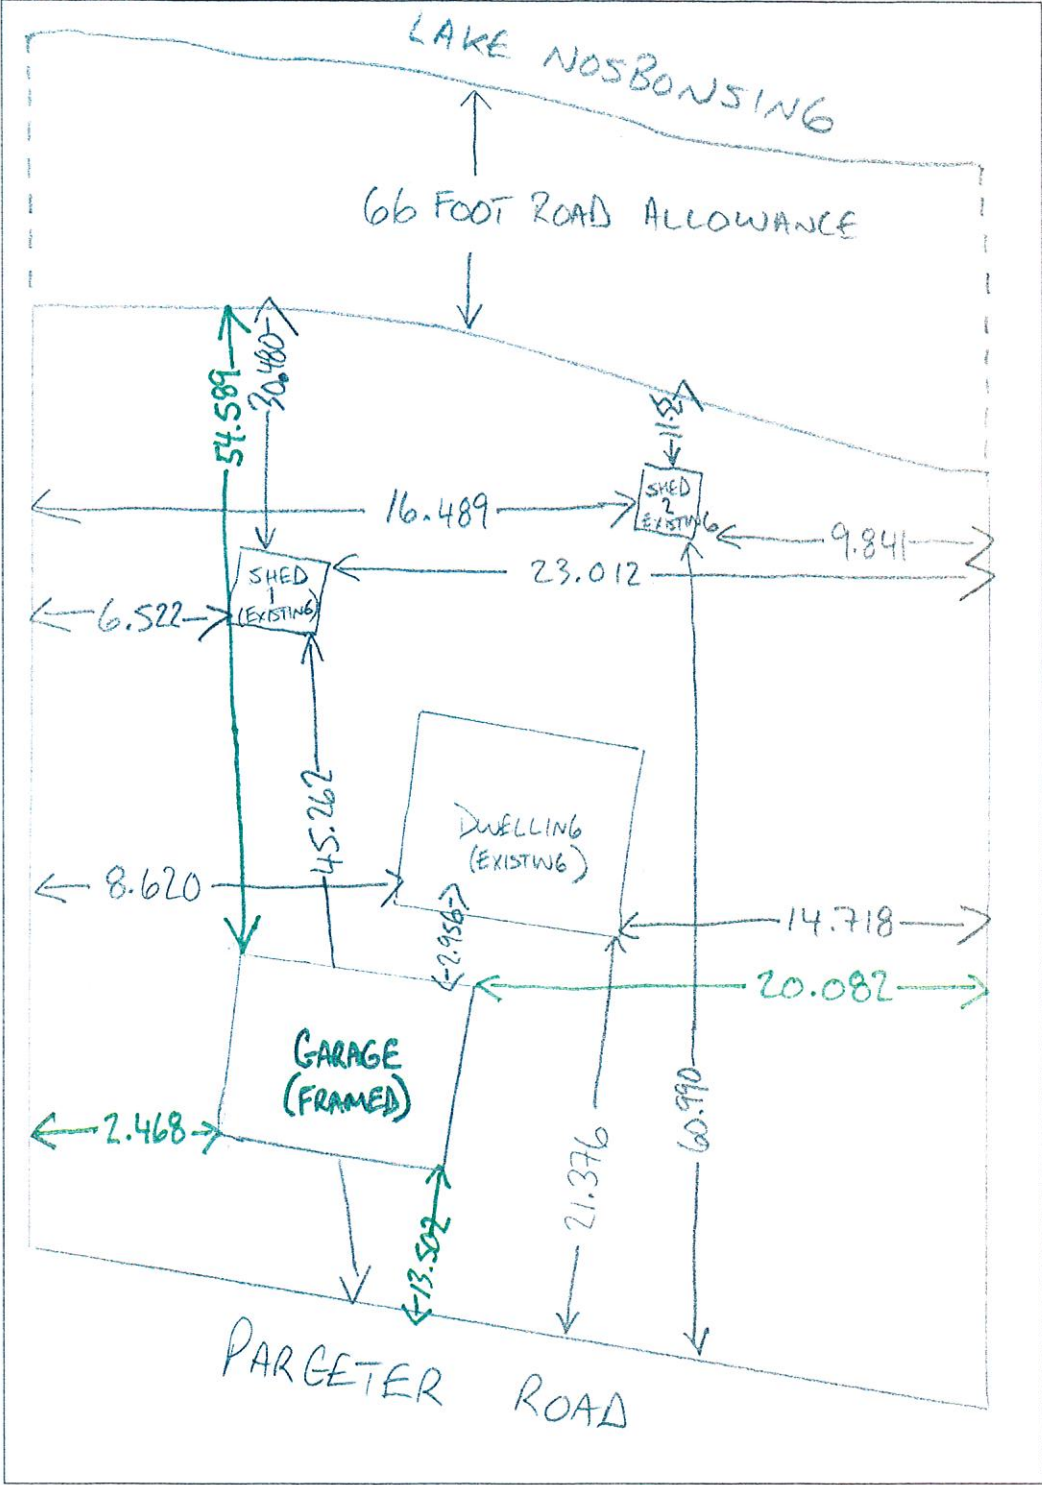 LAKE NOSBONSING
66 FOOT ROAD ALLOWANCE
54.589
30.480
16.489
SHED
2
EXISTING
9.841
23.012
SHED
1
(EXISTING)
6.522
45.262
DWELLING
(EXISTING)
8.620
2.956
14.718
20.082
GARAGE
(FRAMED)
2.468
13.502
21.376
60.990
PARGETER ROAD